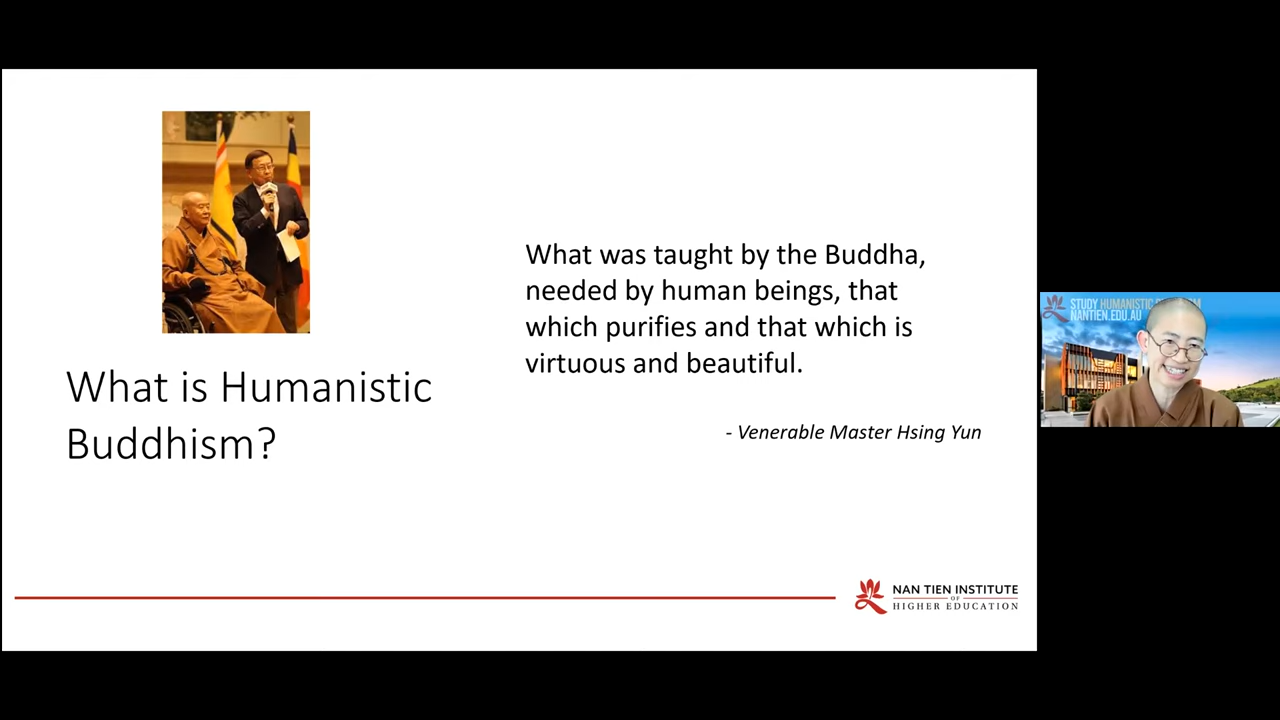 What is Humanistic
Buddhism?
What was taught by the Buddha,
needed by human beings, that
which purifies and that which is
virtuous and beautiful.
- Venerable Master Hsing Yun
NAN TIEN INSTITUTE
OF
HIGHER EDUCATION
STUDY HUMANISTIC
NANTIEN.EDU.AU